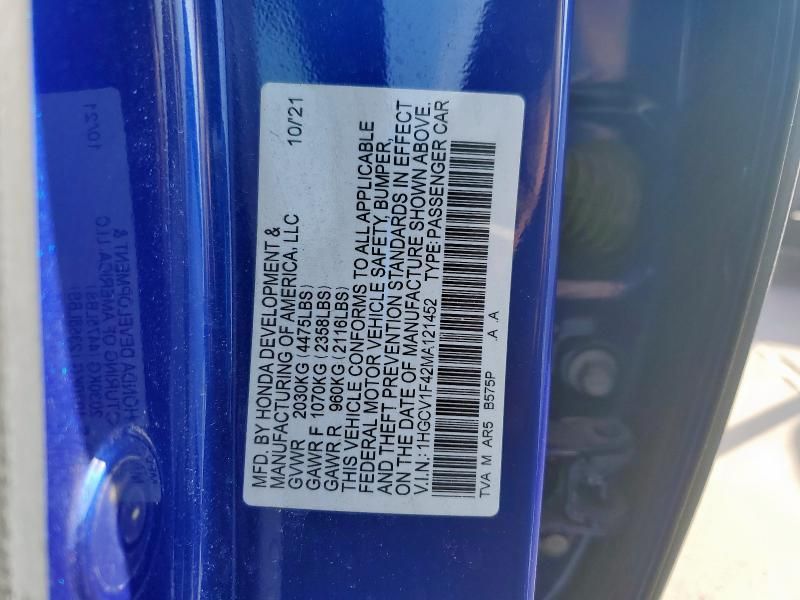 MFD. BY HONDA DEVELOPMENT &
MANUFACTURING OF AMERICA, LLC 10/21
GVWR 2030KG (4475LBS)
GAWR F 1070KG (2358LBS)
GAWR R 960KG (2116LBS)
THIS VEHICLE CONFORMS TO ALL APPLICABLE
FEDERAL MOTOR VEHICLE SAFETY, BUMPER,
AND THEFT PREVENTION STANDARDS IN EFFECT
ON THE DATE OF MANUFACTURE SHOWN ABOVE.
V.I.N.: 1HGCV1F42MA121452 TYPE: PASSENGER CAR
TVA M AR5 B575P .A .A